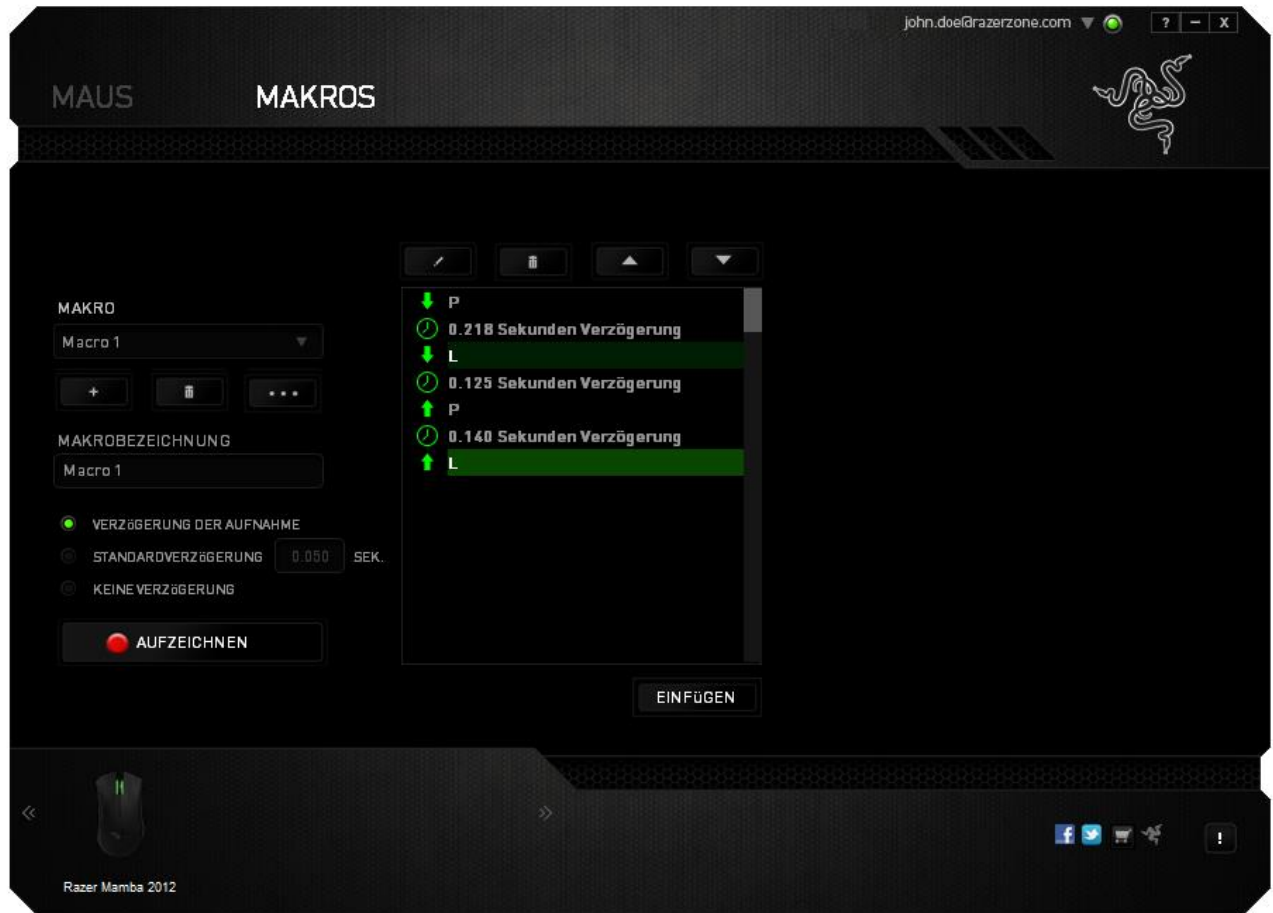 john.doe@razerzone.com
? – X
MAUS MAKROS
MAKRO
Macro 1
+
MAKROBEZEICHNUNG
Macro 1
VERZöGERUNG DER AUFNAHME
STANDARDVERZöGERUNG 0.050 SEK.
KEINE VERZöGERUNG
AUFZEICHNEN
P
0.218 Sekunden Verzögerung
L
0.125 Sekunden Verzögerung
P
0.140 Sekunden Verzögerung
L
EINFüGEN
Razer Mamba 2012
!